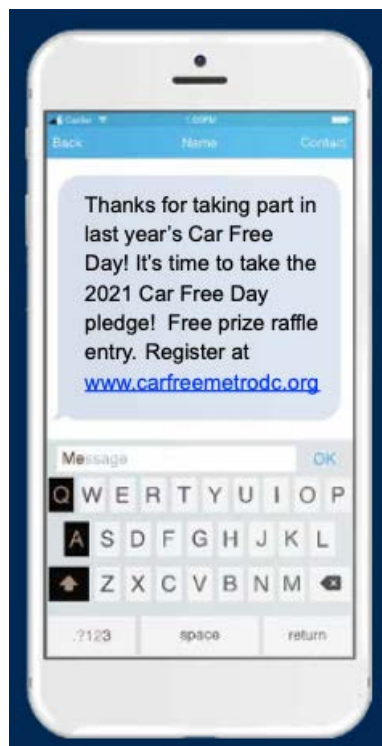 Carrier 1:00PM
Back Name Contact
Thanks for taking part in
last year's Car Free
Day! It's time to take the
2021 Car Free Day
pledge! Free prize raffle
entry. Register at
www.carfreemetrodc.org
Message OK
Q W E R T Y U I O P
A S D F G H J K L
Z X C V B N M
.?123 space return